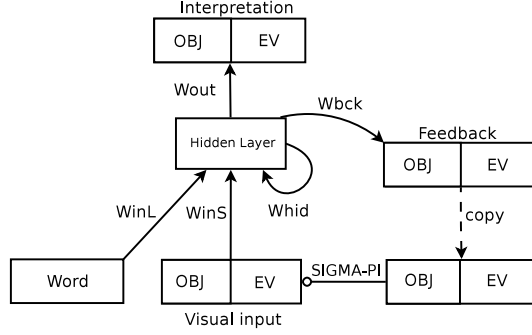 Interpretation
OBJ EV
Wout
Wbck
Hidden Layer
Feedback
OBJ EV
WinL WinS Whid
copy
SIGMA-PI
Word
OBJ EV
OBJ EV
Visual input